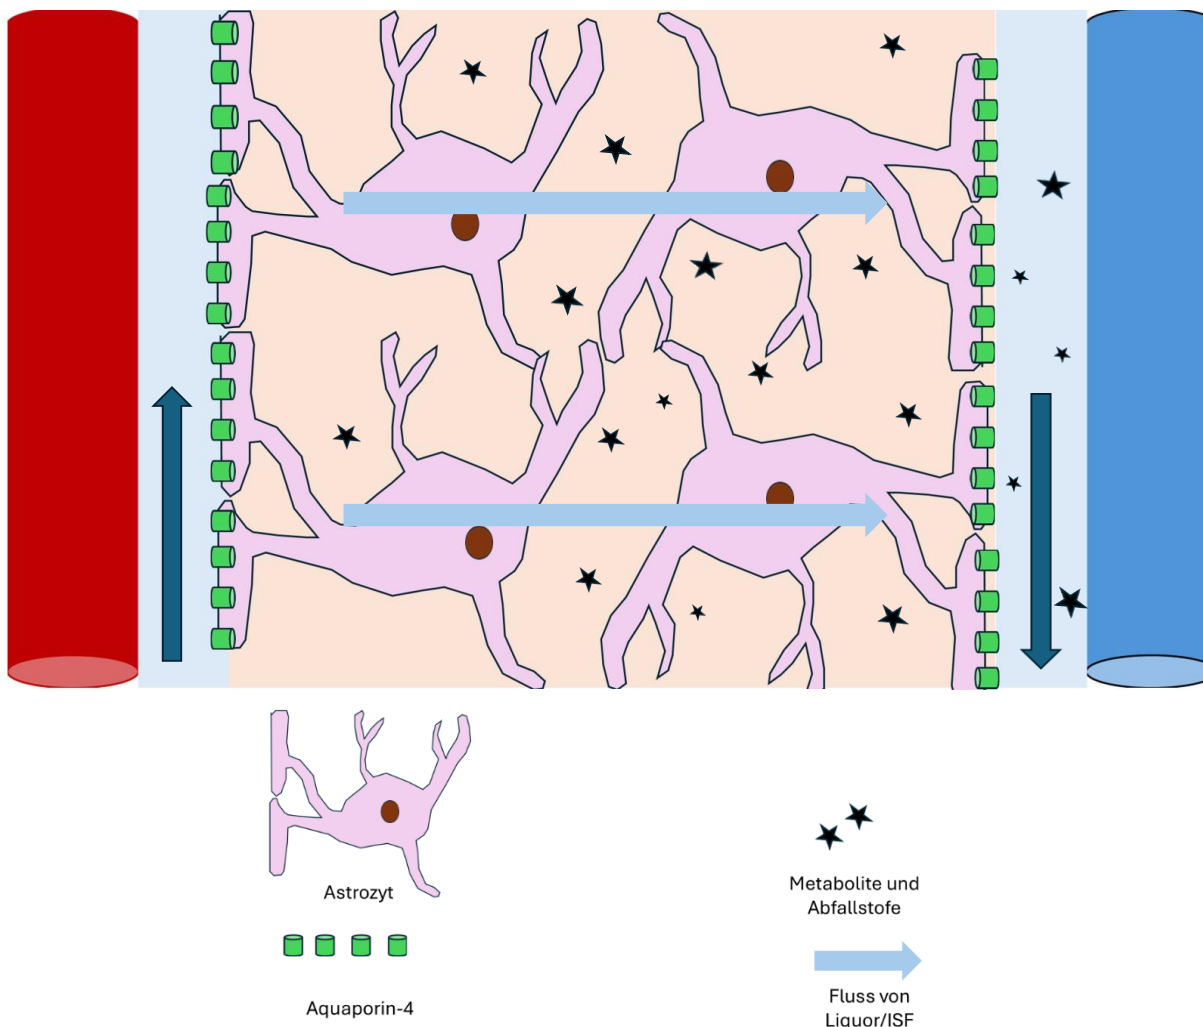 Astrozyt
Metabolite und
Abfallstofe
Aquaporin-4
Fluss von
Liquor/ISF